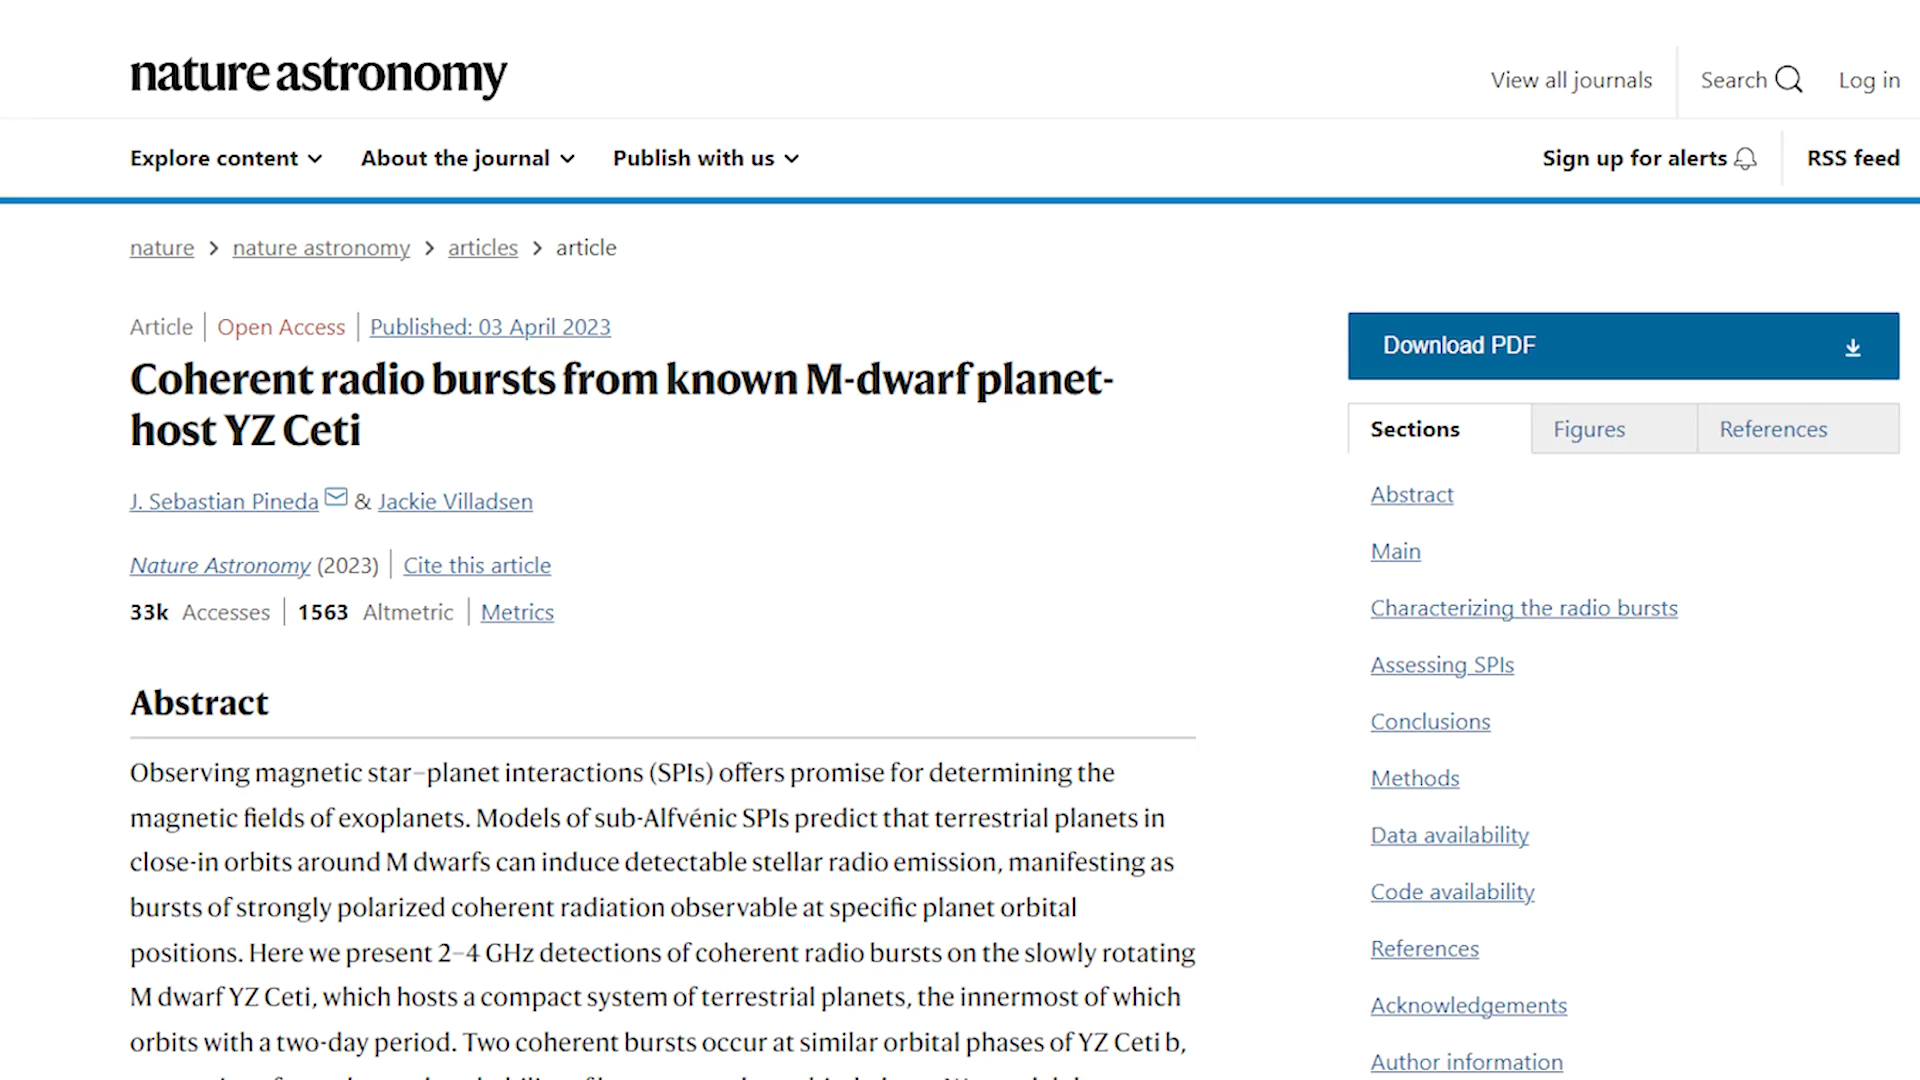 nature astronomy
View all journals
Search
Log in
Explore content
About the journal
Publish with us
Sign up for alerts
RSS feed
nature > nature astronomy > articles > article
Article | Open Access | Published: 03 April 2023
Coherent radio bursts from known M-dwarf planet-
host YZ Ceti
J. Sebastian Pineda & Jackie Villadsen
Nature Astronomy (2023) | Cite this article
33k Accesses | 1563 Altmetric | Metrics
Abstract
Observing magnetic star–planet interactions (SPIs) offers promise for determining the
magnetic fields of exoplanets. Models of sub-Alfvénic SPIs predict that terrestrial planets in
close-in orbits around M dwarfs can induce detectable stellar radio emission, manifesting as
bursts of strongly polarized coherent radiation observable at specific planet orbital
positions. Here we present 2–4 GHz detections of coherent radio bursts on the slowly rotating
M dwarf YZ Ceti, which hosts a compact system of terrestrial planets, the innermost of which
orbits with a two-day period. Two coherent bursts occur at similar orbital phases of YZ Ceti b,
Download PDF
Sections
Figures
References
Abstract
Main
Characterizing the radio bursts
Assessing SPIs
Conclusions
Methods
Data availability
Code availability
References
Acknowledgements
Author information